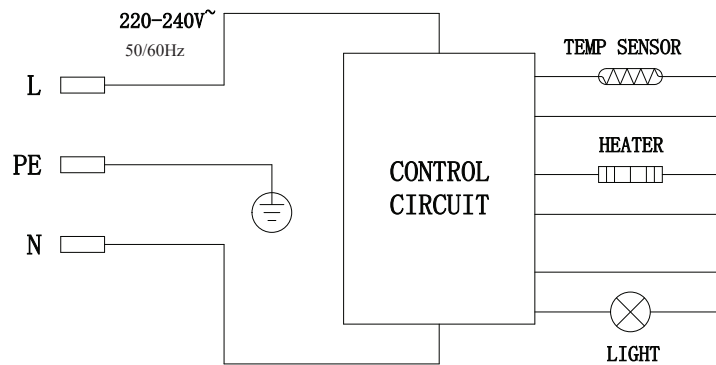 220-240V~
50/60Hz
L
PE
N
CONTROL
CIRCUIT
TEMP SENSOR
HEATER
LIGHT